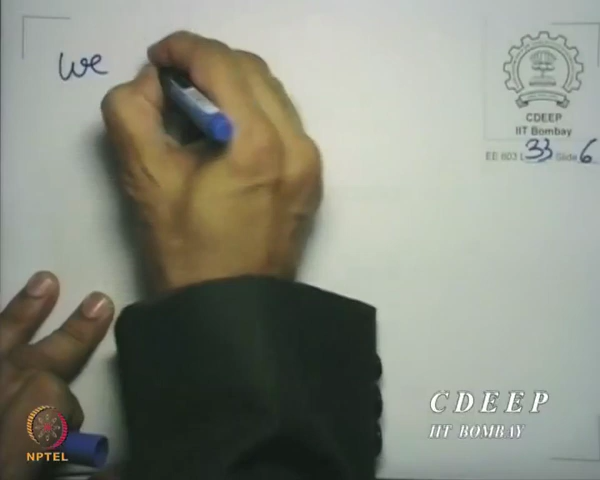 we
CDEEP
IIT Bombay
EE 603 L 33 Slide 6
CDEEP
IIT BOMBAY
NPTEL